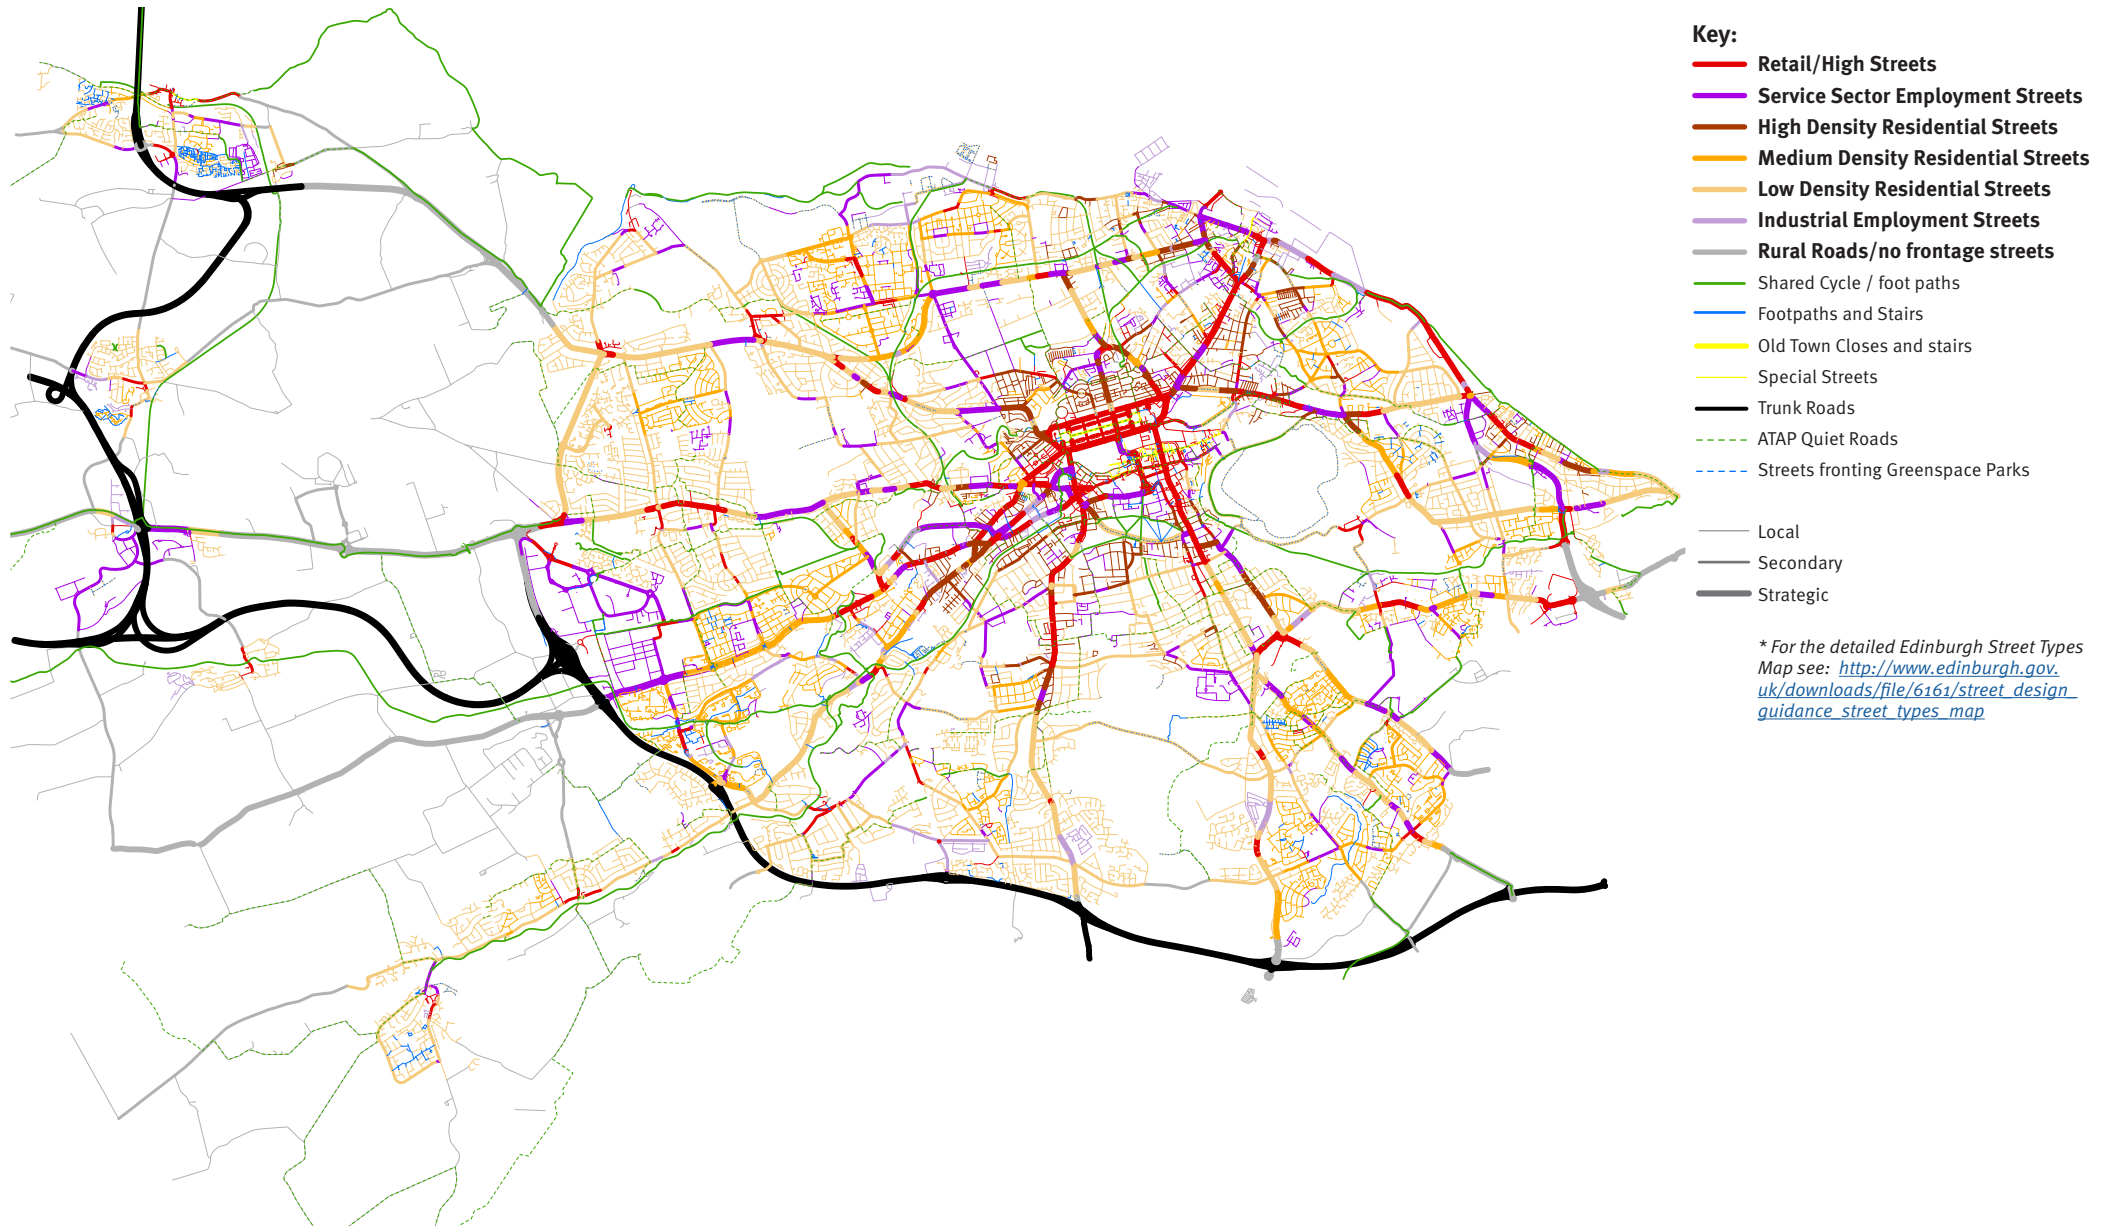 Key:
Retail/High Streets
Service Sector Employment Streets
High Density Residential Streets
Medium Density Residential Streets
Low Density Residential Streets
Industrial Employment Streets
Rural Roads/no frontage streets
Shared Cycle / foot paths
Footpaths and Stairs
Old Town Closes and stairs
Special Streets
Trunk Roads
ATAP Quiet Roads
Streets fronting Greenspace Parks
Local
Secondary
Strategic
* For the detailed Edinburgh Street Types
Map see: http://www.edinburgh.gov.
uk/downloads/file/6161/street_design_
guidance_street_types_map